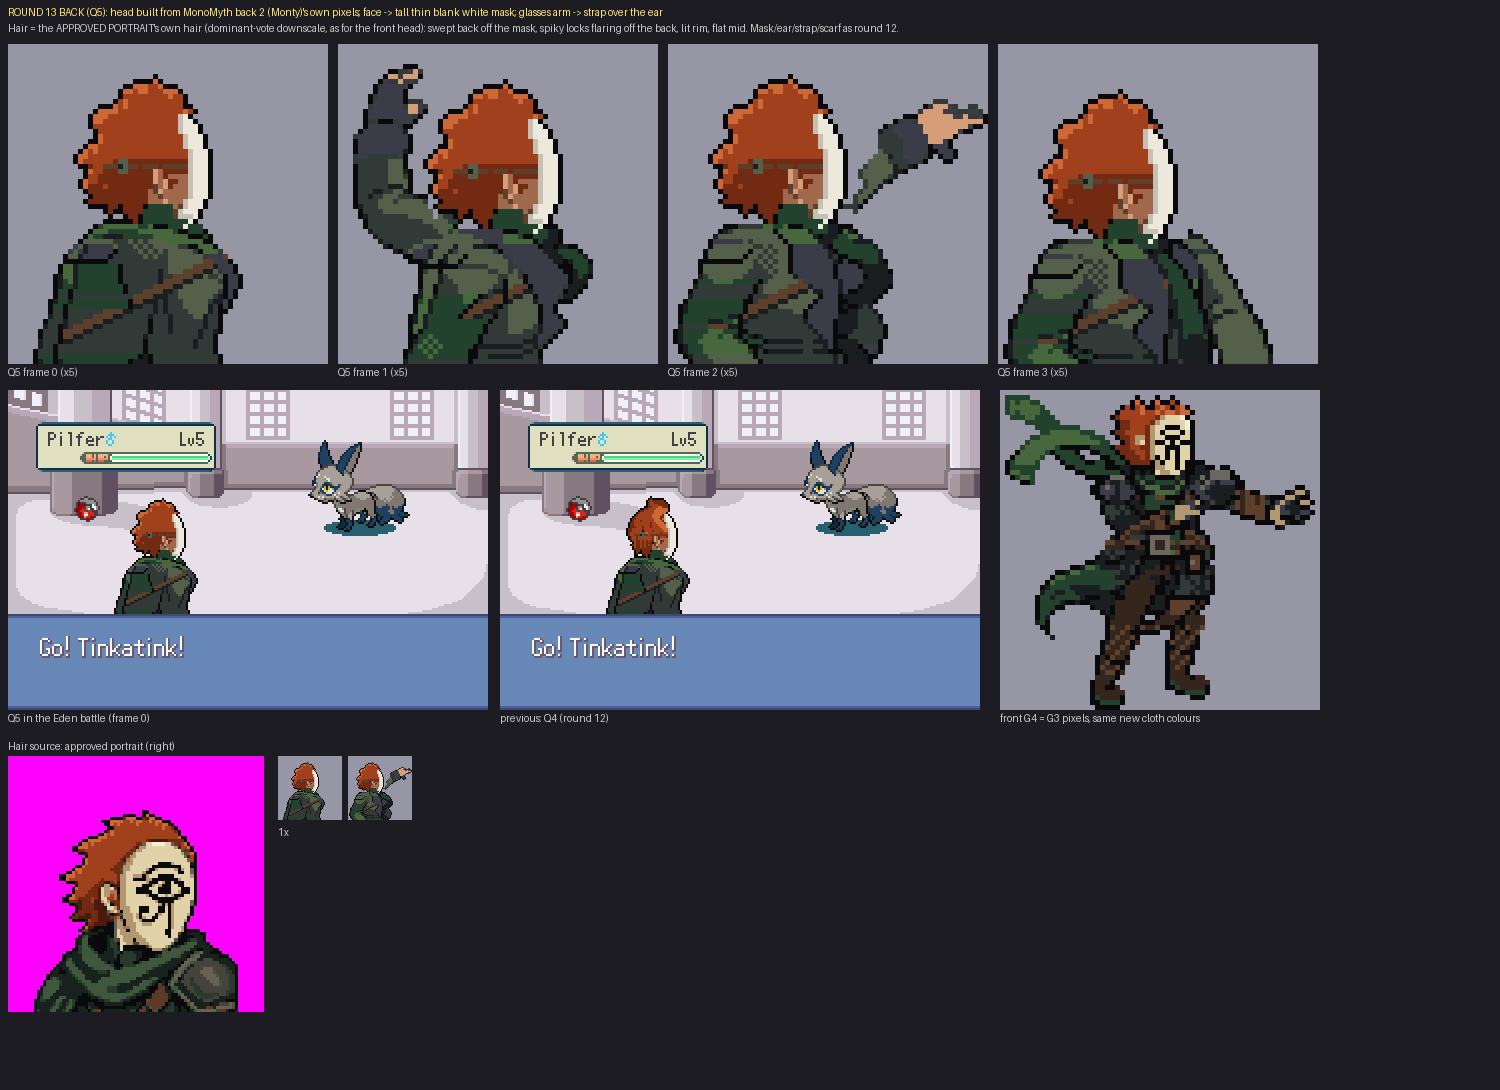 ROUND 13 BACK (Q5): head built from MonoMyth back 2 (Monty)'s own pixels; face -> tall thin blank white mask; glasses arm -> strap over the ear
Hair = the APPROVED PORTRAIT's own hair (dominant-vote downscale, as for the front head): swept back off the mask, spiky locks flaring off the back, lit rim, flat mid. Mask/ear/strap/scarf as round 12.
Q5 frame 0 (x5)
Q5 frame 1 (x5)
Q5 frame 2 (x5)
Q5 frame 3 (x5)
Pilfer♂ Lv5
Go! Tinkatink!
Pilfer♂ Lv5
Go! Tinkatink!
Q5 in the Eden battle (frame 0)
previous: Q4 (round 12)
front G4 = G3 pixels, same new cloth colours
Hair source: approved portrait (right)
1x